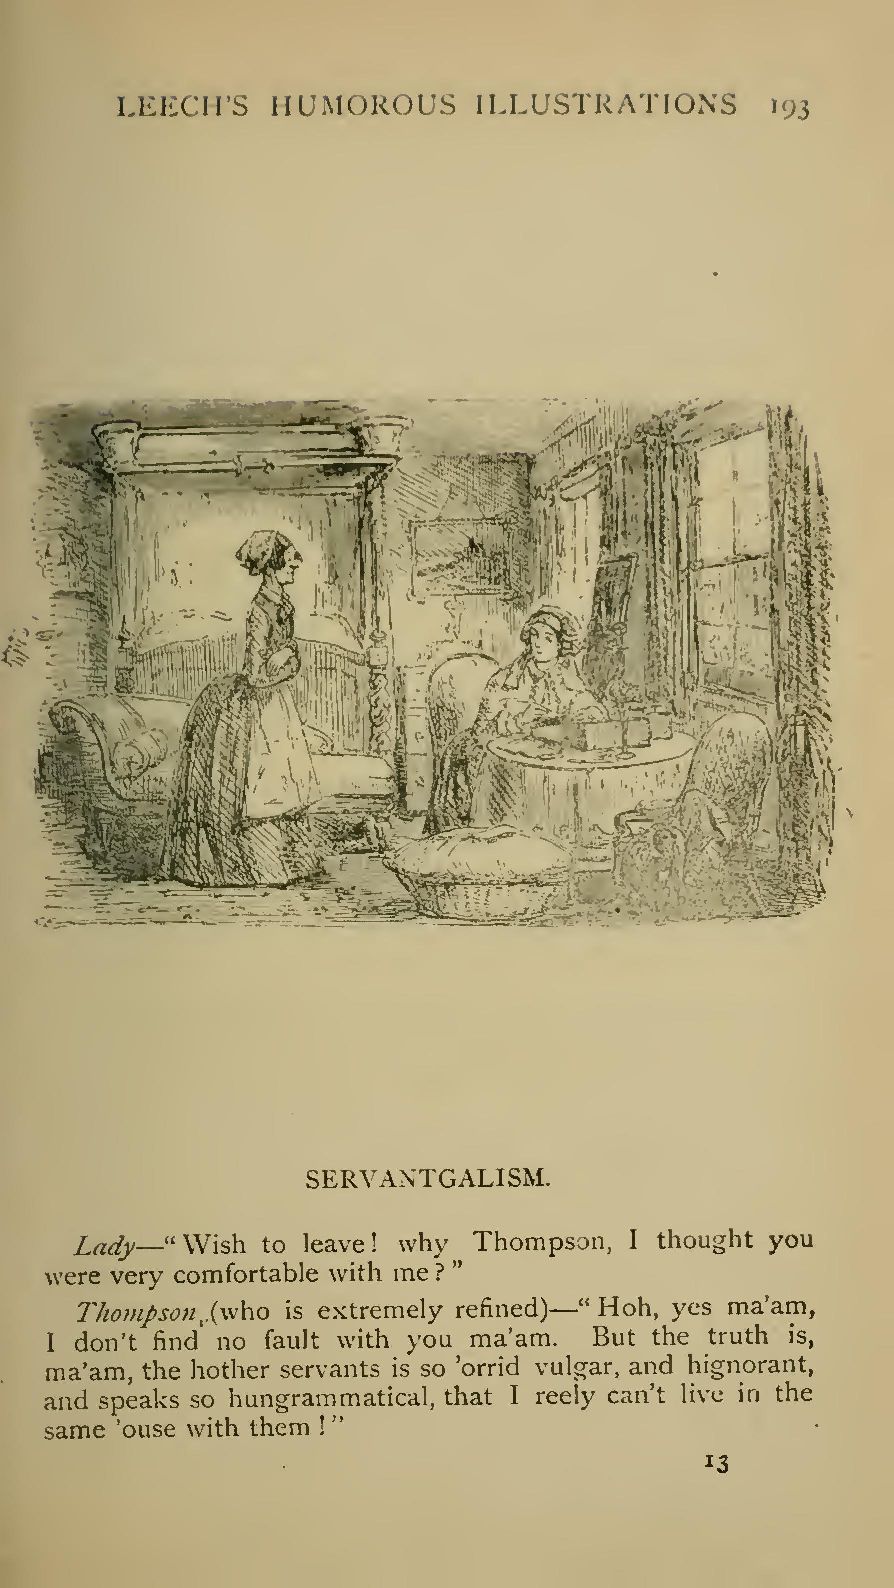 LEECH'S HUMOROUS ILLUSTRATIONS 193
SERVANTGALISM.
Lady—“Wish to leave! why Thompson, I thought you
were very comfortable with me?”
Thompson (who is extremely refined)—“Hoh, yes ma'am,
I don't find no fault with you ma'am. But the truth is,
ma'am, the hother servants is so 'orrid vulgar, and hignorant,
and speaks so hungrammatical, that I reely can't live in the
same 'ouse with them!”
13